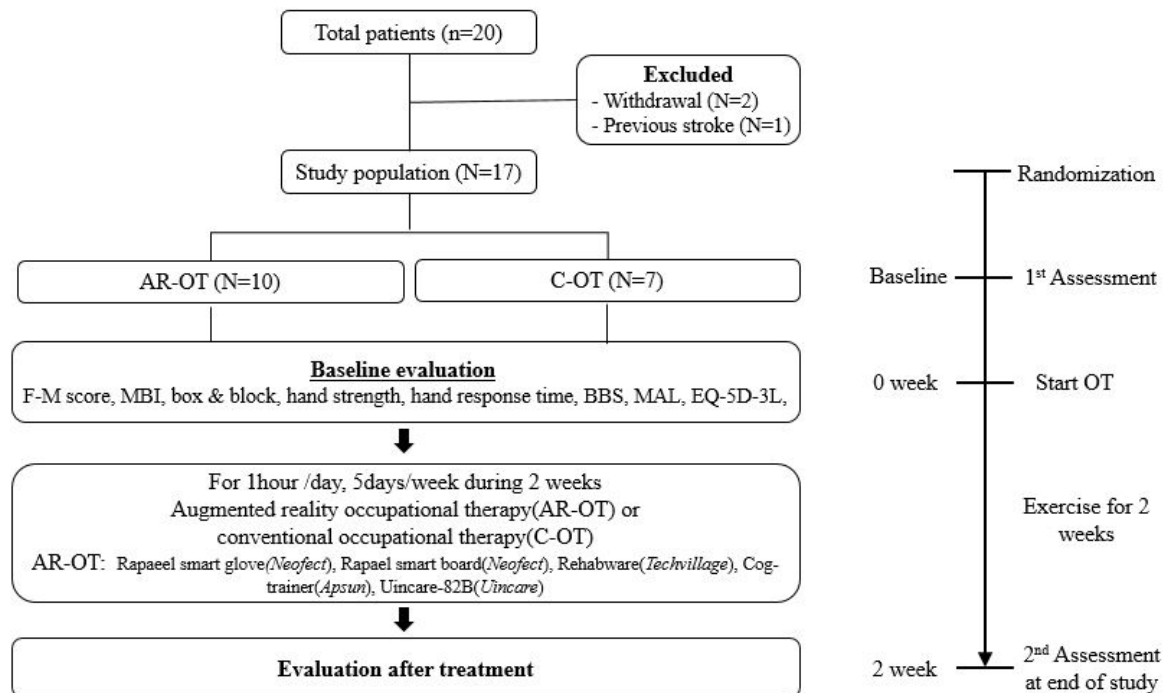 Total patients (n=20)
Excluded
- Withdrawal (N=2)
- Previous stroke (N=1)
Study population (N=17)
AR-OT (N=10)
C-OT (N=7)
Baseline evaluation
F-M score, MBI, box & block, hand strength, hand response time, BBS, MAL, EQ-5D-3L,
For 1hour /day, 5days/week during 2 weeks
Augmented reality occupational therapy(AR-OT) or
conventional occupational therapy(C-OT)
AR-OT: Rapaeel smart glove(Neofect), Rapael smart board(Neofect), Rehabware(Techvillage), Cog-
trainer(Apsun), Uincare-82B(Uincare)
Evaluation after treatment
Randomization
Baseline
1st Assessment
0 week
Start OT
Exercise for 2
weeks
2 week
2nd Assessment
at end of study